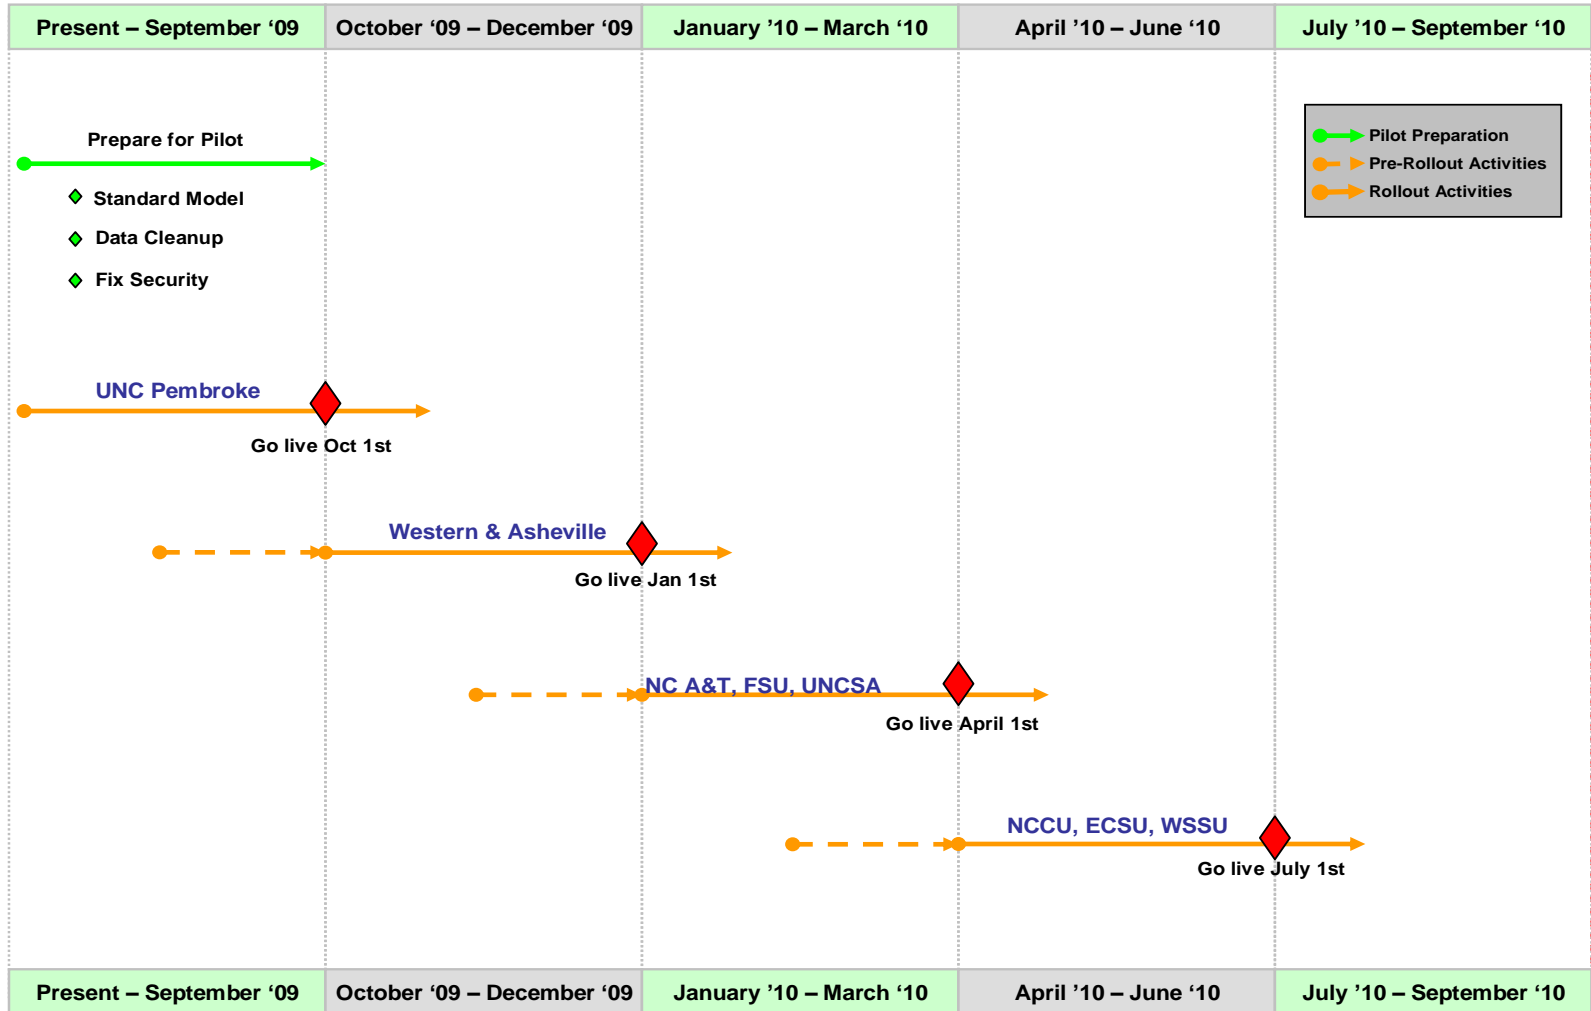 Present – September ‘09
October ‘09 – December ‘09
January ’10 – March ‘10
April ’10 – June ‘10
July ’10 – September ‘10
Prepare for Pilot
Standard Model
Data Cleanup
Fix Security
Pilot Preparation
Pre-Rollout Activities
Rollout Activities
UNC Pembroke
Go live Oct 1st
Western & Asheville
Go live Jan 1st
NC A&T, FSU, UNCSA
Go live April 1st
NCCU, ECSU, WSSU
Go live July 1st
Present – September ‘09
October ‘09 – December ‘09
January ’10 – March ‘10
April ’10 – June ‘10
July ’10 – September ‘10